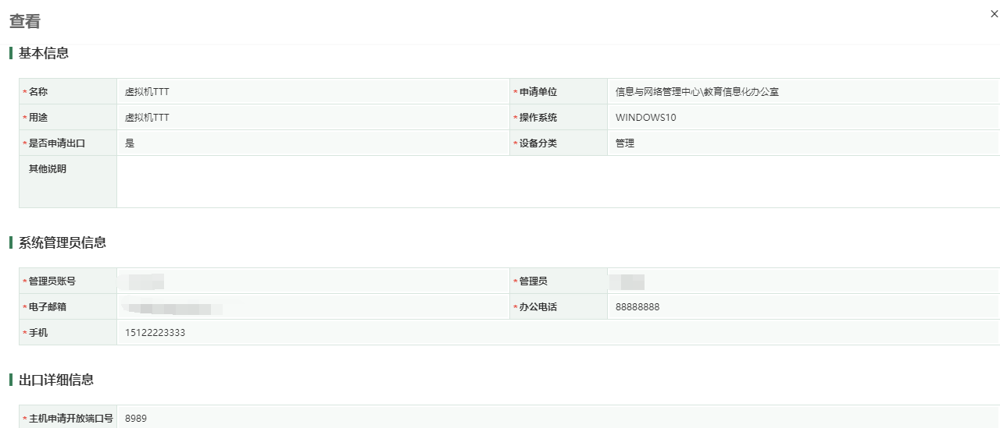 查看
×
基本信息
*名称 虚拟机TTT *申请单位 信息与网络管理中心\教育信息化办公室
*用途 虚拟机TTT *操作系统 WINDOWS10
*是否申请出口 是 *设备分类 管理
其他说明
系统管理员信息
*管理员账号 *管理员
*电子邮箱 *办公电话 88888888
*手机 15122223333
出口详细信息
*主机申请开放端口号 8989